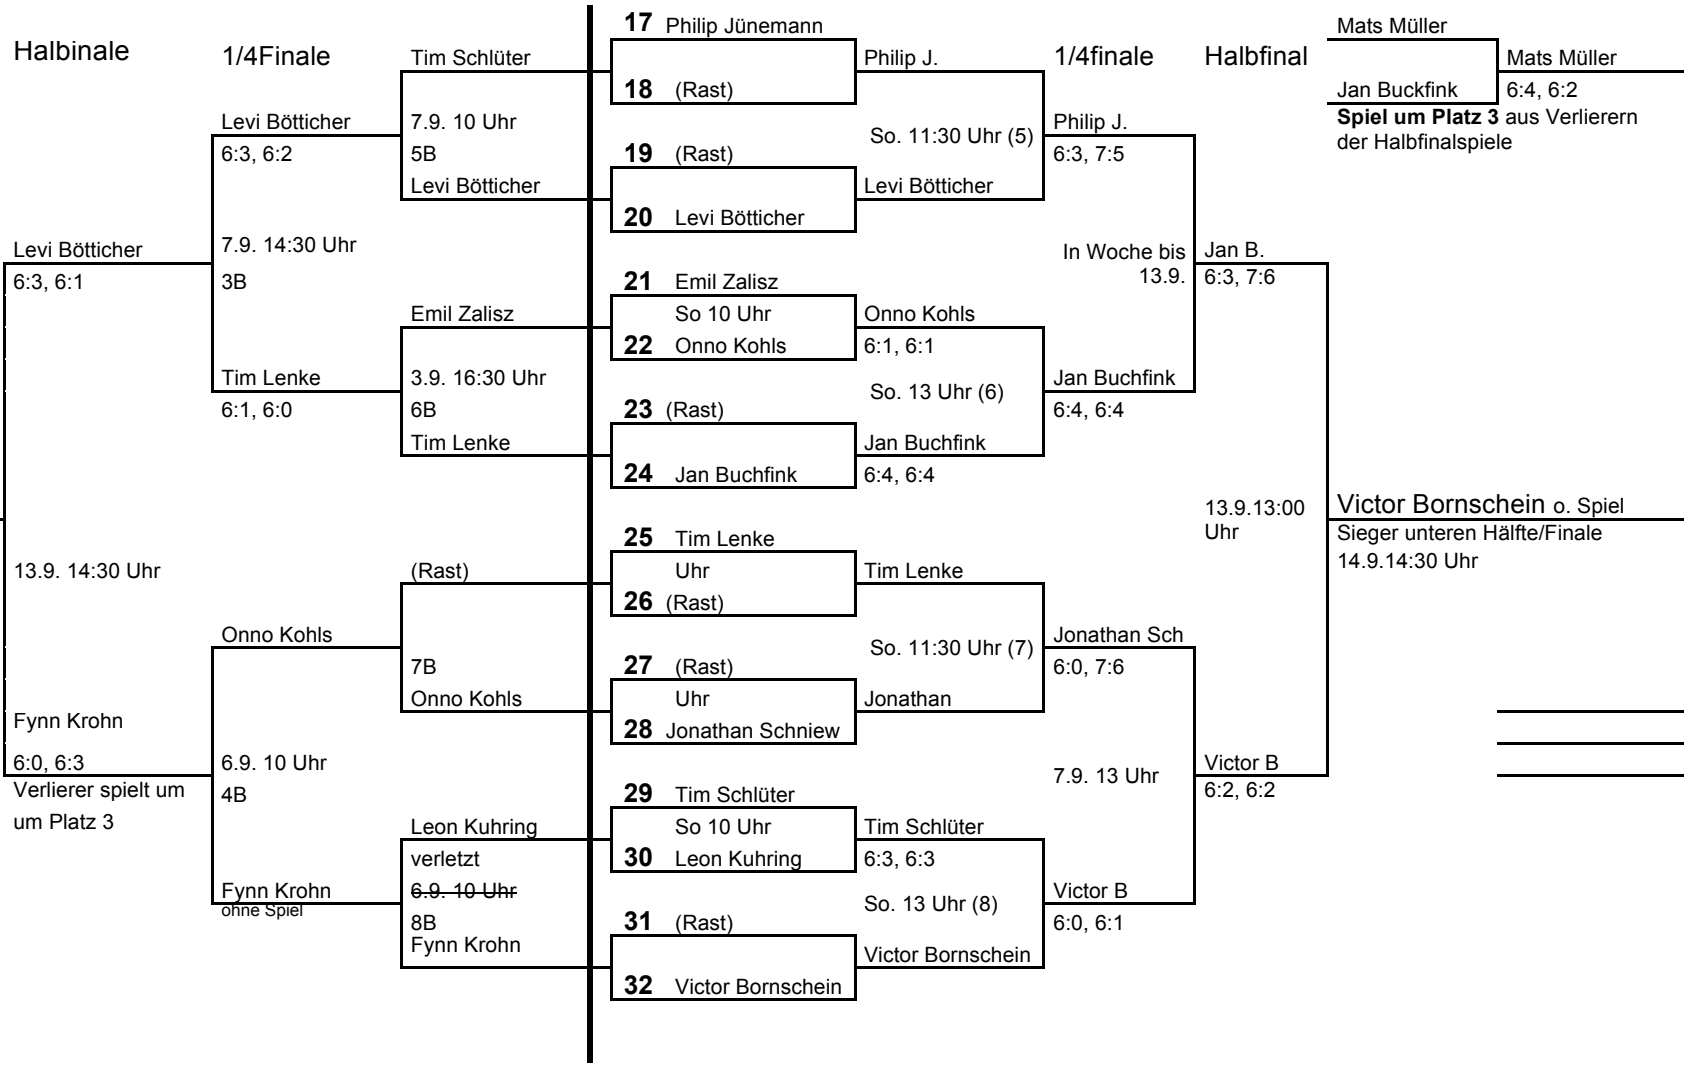 Halbinale
Levi Bötticher
6:3, 6:1
13.9. 14:30 Uhr
Fynn Krohn
6:0, 6:3
Verlierer spielt um
um Platz 3
1/4Finale
Levi Bötticher
6:3, 6:2
7.9. 14:30 Uhr
3B
Tim Lenke
6:1, 6:0
Onno Kohls
6.9. 10 Uhr
4B
Fynn Krohn
ohne Spiel
Tim Schlüter
7.9. 10 Uhr
5B
Levi Bötticher
Emil Zalisz
3.9. 16:30 Uhr
6B
Tim Lenke
(Rast)
7B
Onno Kohls
Leon Kuhring
verletzt
6.9. 10 Uhr
8B
Fynn Krohn
17 Philip Jünemann
18 (Rast)
19 (Rast)
20 Levi Bötticher
21 Emil Zalisz
So 10 Uhr
22 Onno Kohls
23 (Rast)
24 Jan Buchfink
25 Tim Lenke
Uhr
26 (Rast)
27 (Rast)
Uhr
28 Jonathan Schniew
29 Tim Schlüter
So 10 Uhr
30 Leon Kuhring
31 (Rast)
32 Victor Bornschein
Philip J.
So. 11:30 Uhr (5)
Levi Bötticher
Onno Kohls
6:1, 6:1
So. 13 Uhr (6)
Jan Buchfink
6:4, 6:4
Tim Lenke
So. 11:30 Uhr (7)
Jonathan
Tim Schlüter
6:3, 6:3
So. 13 Uhr (8)
Victor Bornschein
1/4finale
Philip J.
6:3, 7:5
In Woche bis
13.9.
Jan Buchfink
6:4, 6:4
Jonathan Sch
6:0, 7:6
7.9. 13 Uhr
Victor B
6:0, 6:1
Halbfinal
Jan B.
6:3, 7:6
13.9.13:00
Uhr
Victor B
6:2, 6:2
Mats Müller
Jan Buckfink
Spiel um Platz 3 aus Verlierern
der Halbfinalspiele
Mats Müller
6:4, 6:2
Victor Bornschein o. Spiel
Sieger unteren Hälfte/Finale
14.9.14:30 Uhr